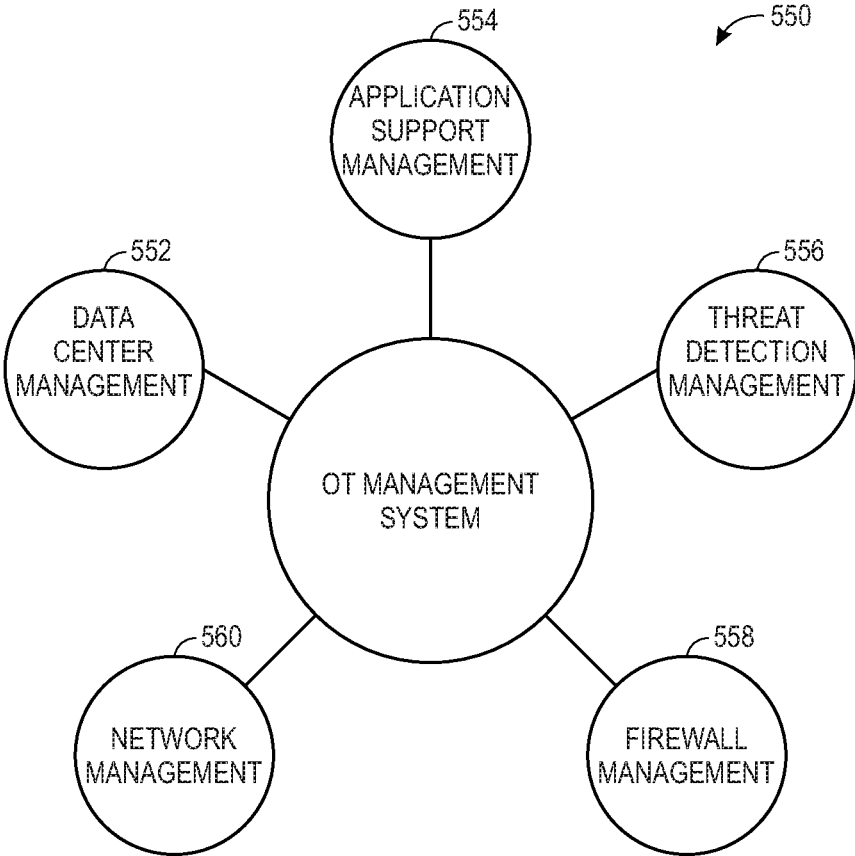 550
554
APPLICATION
SUPPORT
MANAGEMENT
552
DATA
CENTER
MANAGEMENT
556
THREAT
DETECTION
MANAGEMENT
OT MANAGEMENT
SYSTEM
560
NETWORK
MANAGEMENT
558
FIREWALL
MANAGEMENT